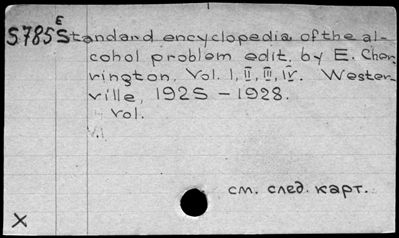 E
5785 Standard encyclopedia of the al-
cohol problem edit. by E. Cher-
rington. Vol. I, II, III, IV. Wester-
ville, 1925 - 1928.
Vol.
см. след. карт.
X